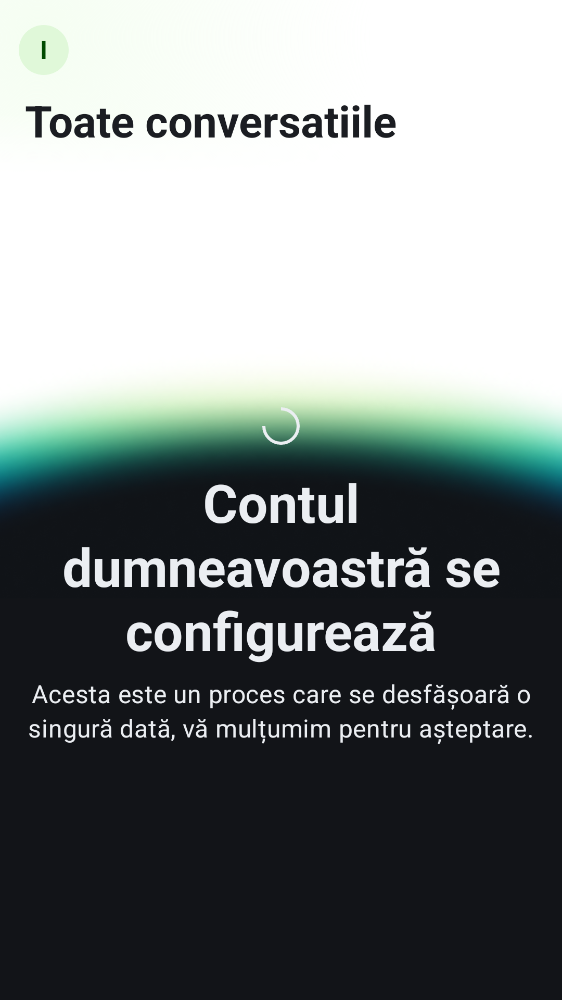 I
Toate conversatiile
Contul
dumneavoastră se
configurează
Acesta este un proces care se desfășoară o
singură dată, vă mulțumim pentru așteptare.